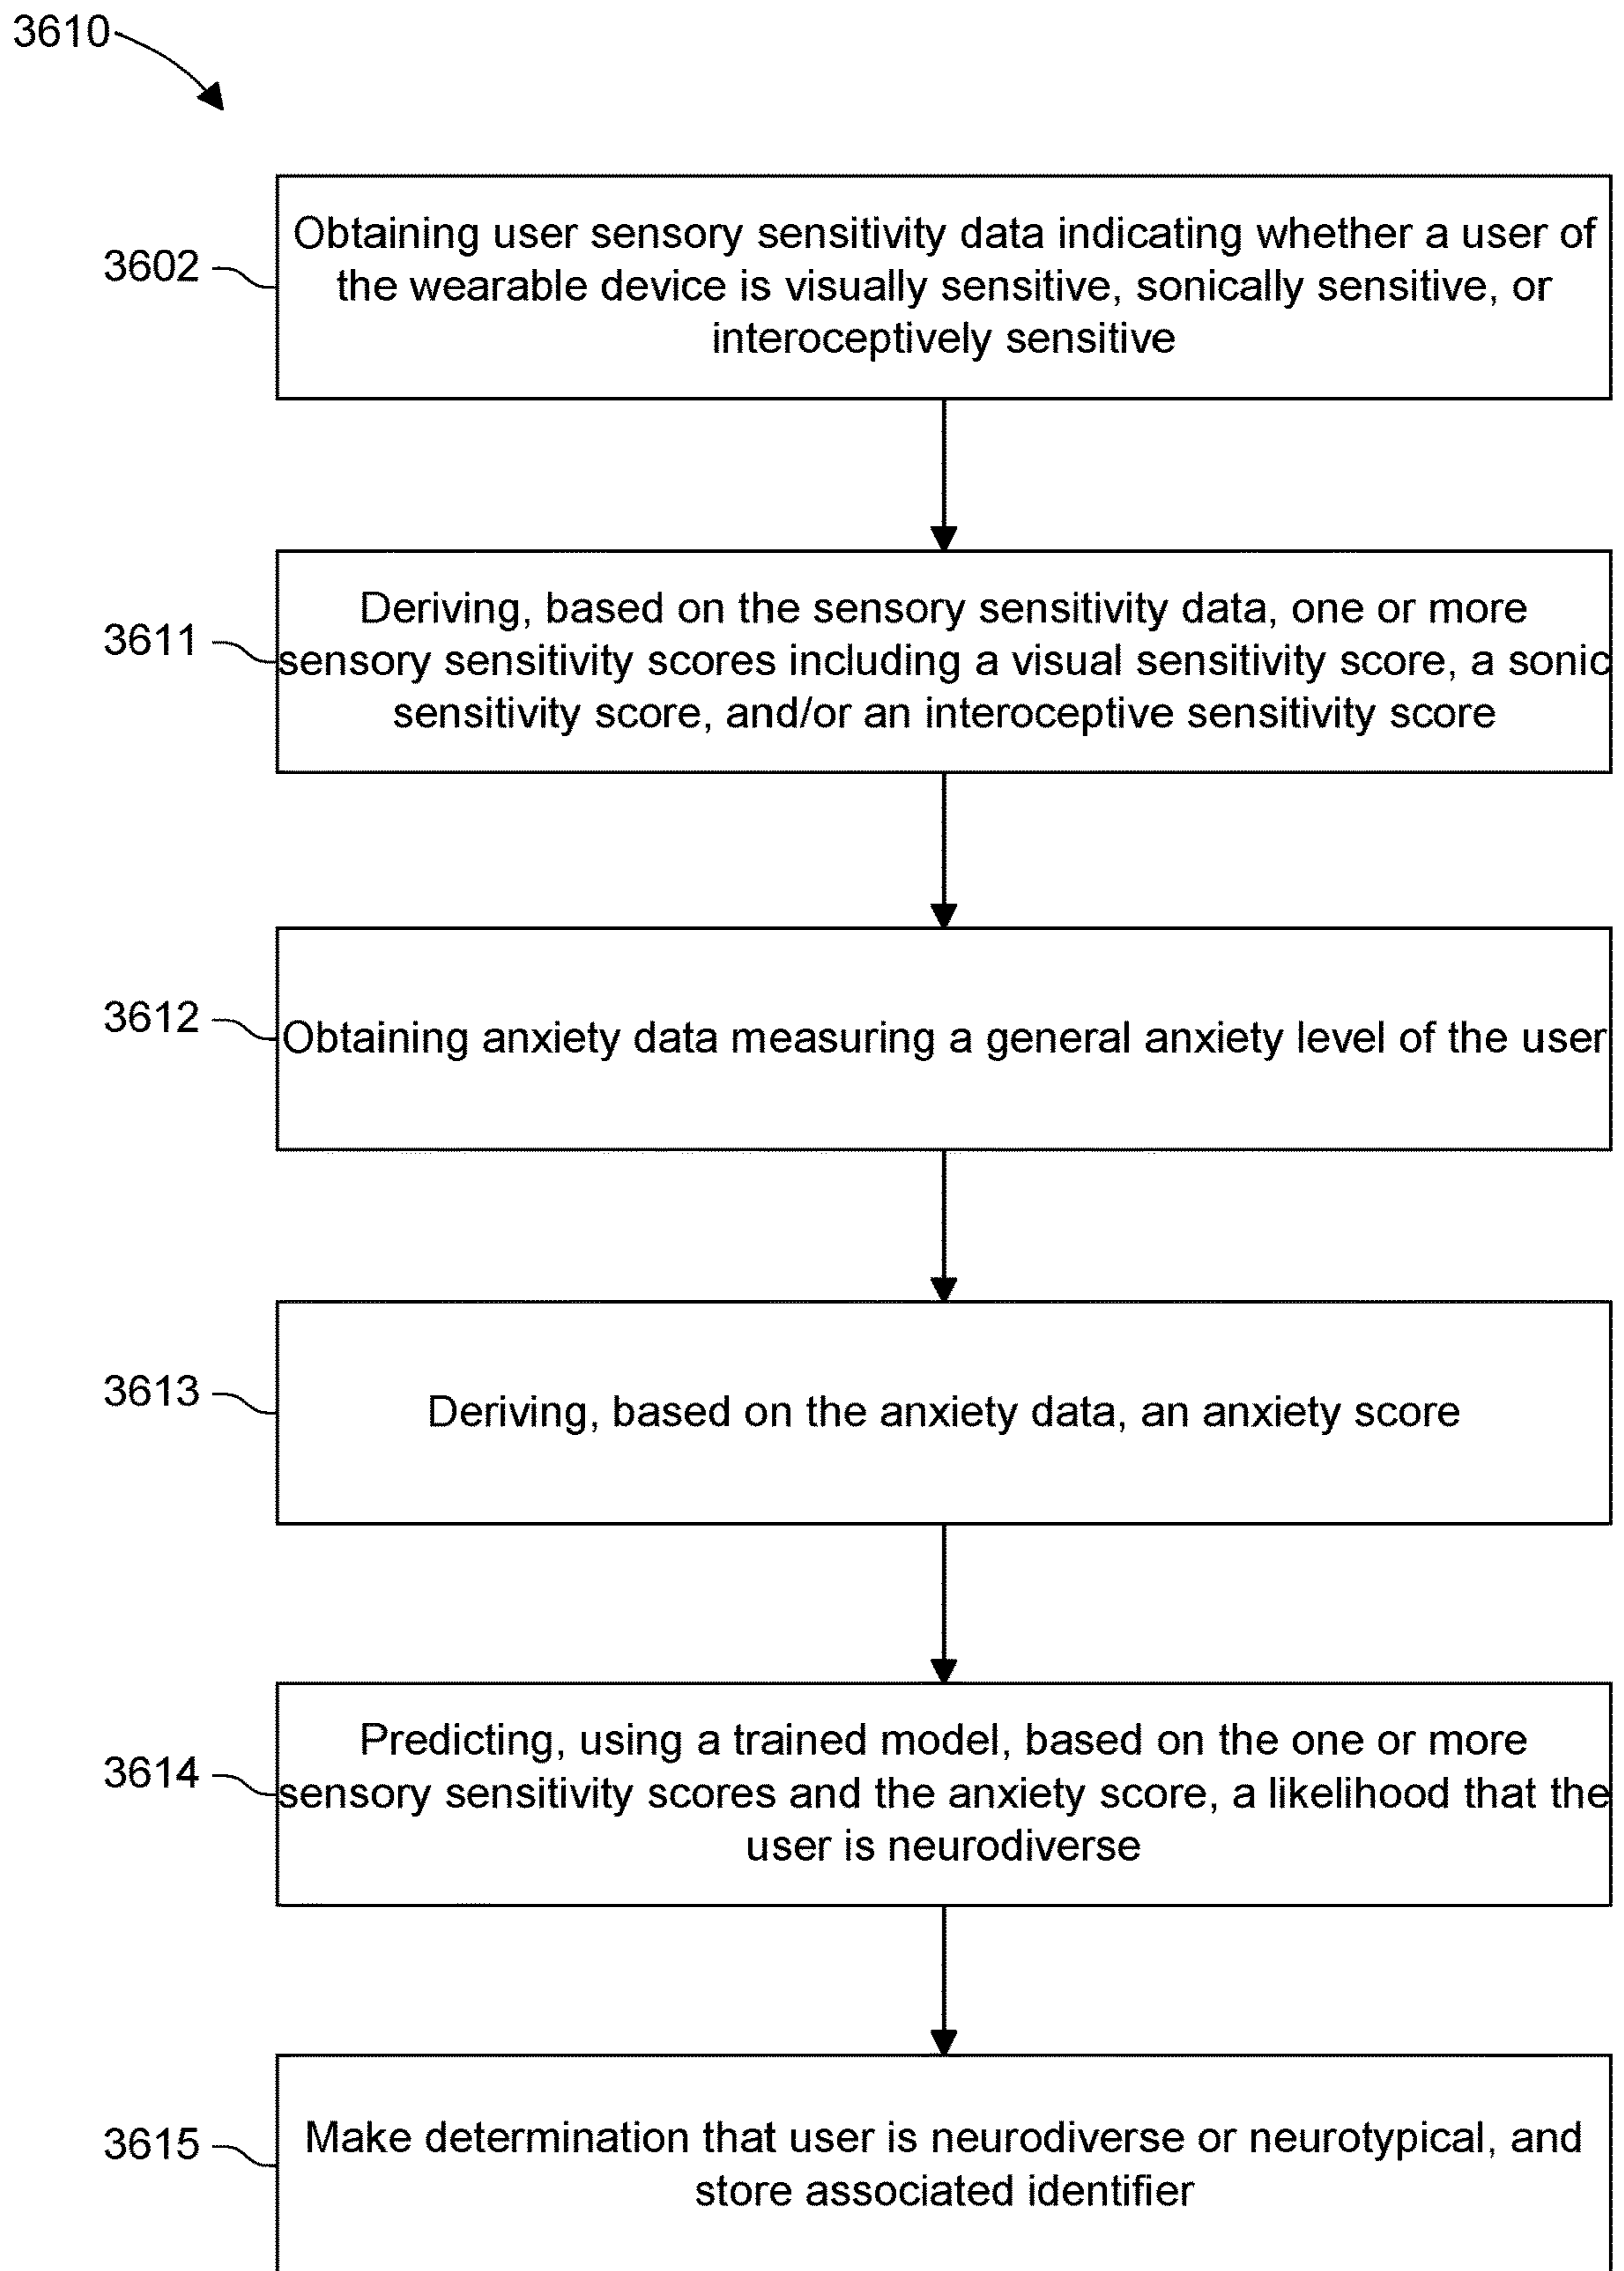 3610
3602
Obtaining user sensory sensitivity data indicating whether a user of
the wearable device is visually sensitive, sonically sensitive, or
interoceptively sensitive
3611
Deriving, based on the sensory sensitivity data, one or more
sensory sensitivity scores including a visual sensitivity score, a sonic
sensitivity score, and/or an interoceptive sensitivity score
3612
Obtaining anxiety data measuring a general anxiety level of the user
3613
Deriving, based on the anxiety data, an anxiety score
3614
Predicting, using a trained model, based on the one or more
sensory sensitivity scores and the anxiety score, a likelihood that the
user is neurodiverse
3615
Make determination that user is neurodiverse or neurotypical, and
store associated identifier